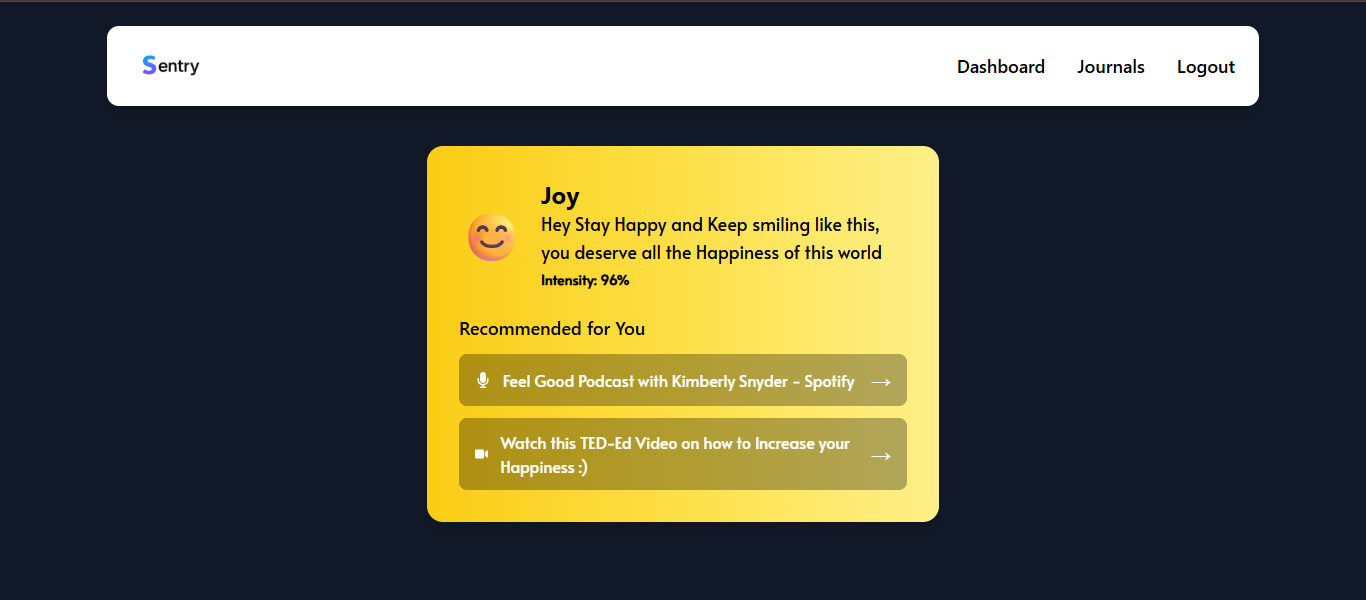 Sentry
Dashboard Journals Logout
Joy
Hey Stay Happy and Keep smiling like this,
you deserve all the Happiness of this world
Intensity: 96%
Recommended for You
Feel Good Podcast with Kimberly Snyder - Spotify →
Watch this TED-Ed Video on how to Increase your
Happiness :) →